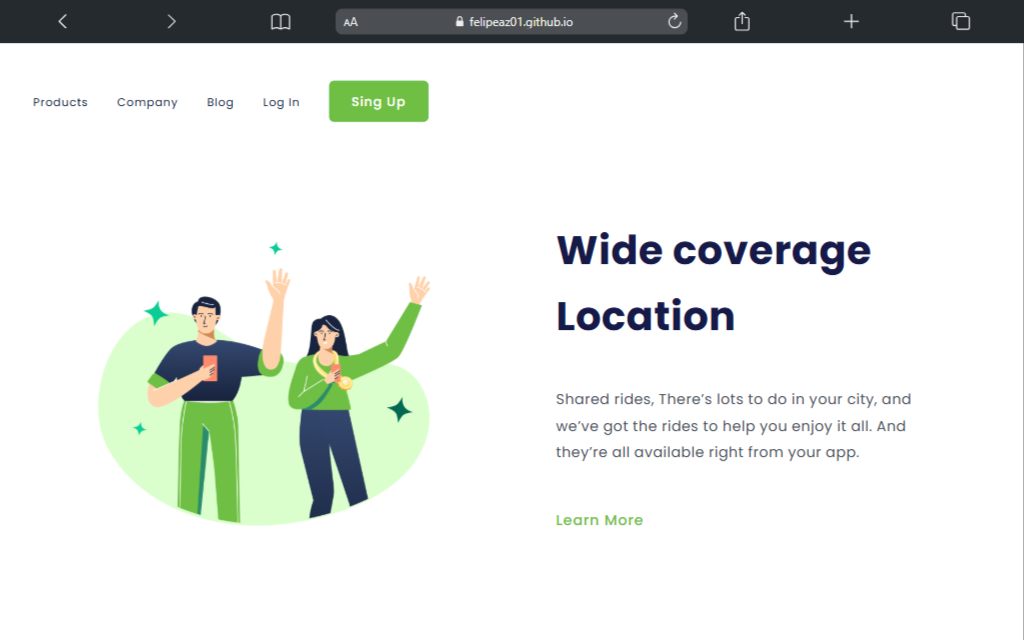 AA felipeaz01.github.io
Products Company Blog Log In Sing Up
Wide coverage
Location
Shared rides, There’s lots to do in your city, and
we’ve got the rides to help you enjoy it all. And
they’re all available right from your app.
Learn More